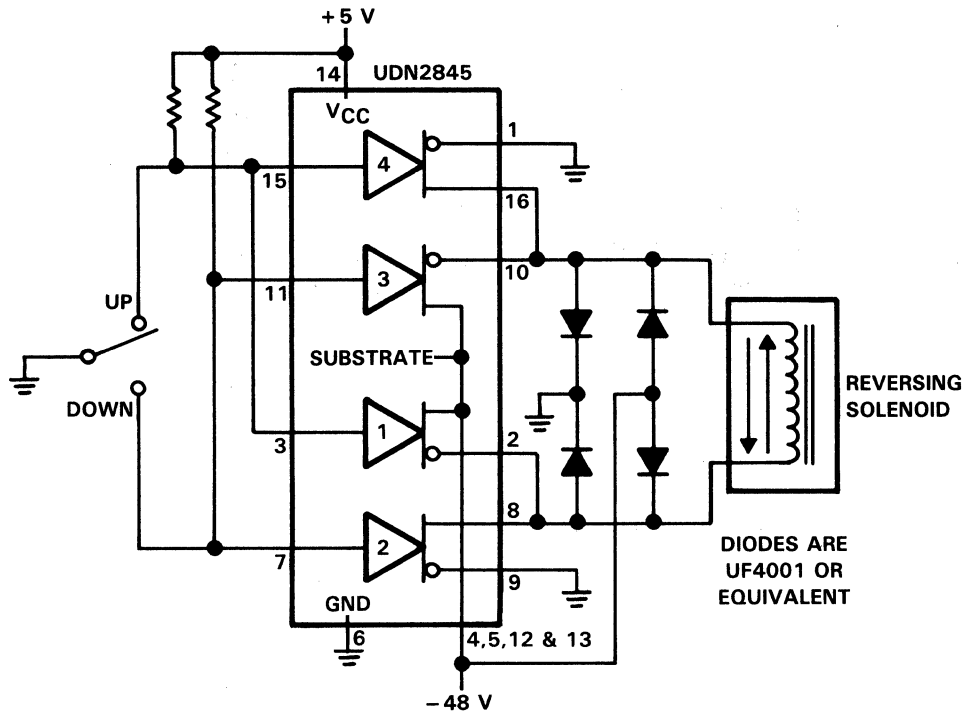 +5 V
14
UDN2845
VCC
1
4
15
16
3
10
11
UP
SUBSTRATE
DOWN
1
2
3
REVERSING
SOLENOID
8
2
7
9
DIODES ARE
UF4001 OR
EQUIVALENT
GND
6
4,5,12 & 13
−48 V